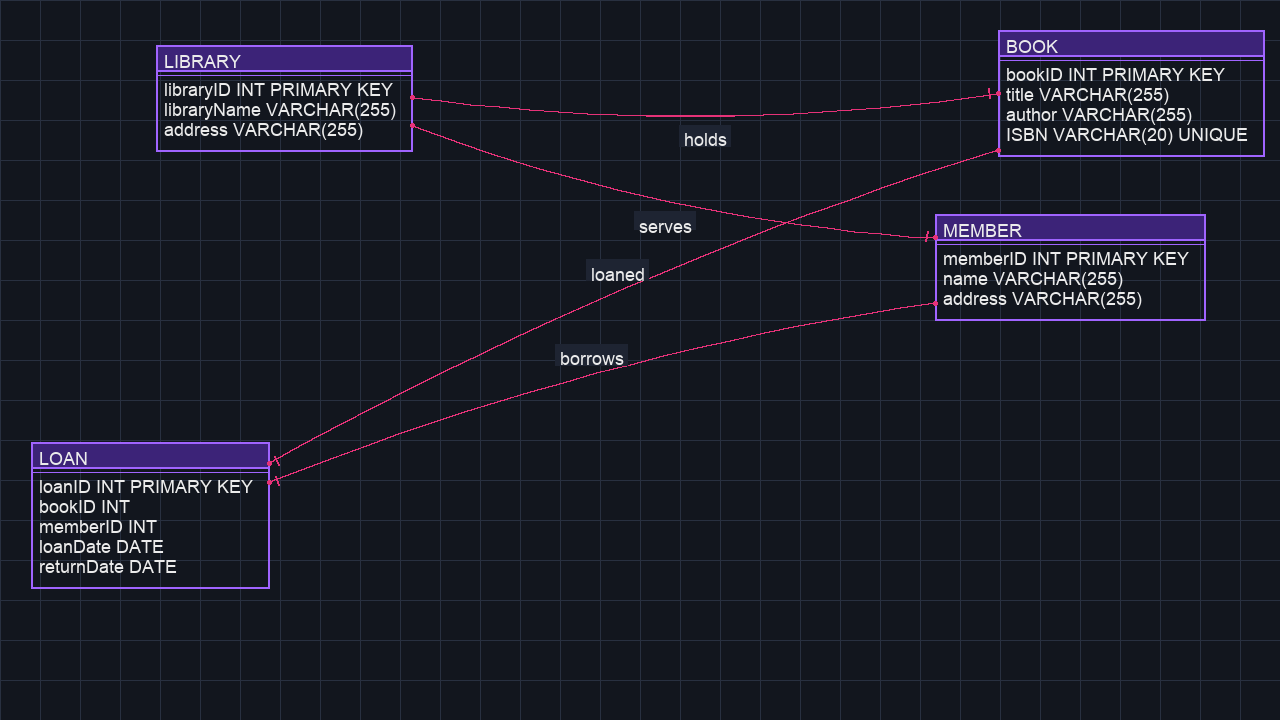 LIBRARY
libraryID INT PRIMARY KEY
libraryName VARCHAR(255)
address VARCHAR(255)
BOOK
bookID INT PRIMARY KEY
title VARCHAR(255)
author VARCHAR(255)
ISBN VARCHAR(20) UNIQUE
holds
serves
loaned
borrows
MEMBER
memberID INT PRIMARY KEY
name VARCHAR(255)
address VARCHAR(255)
LOAN
loanID INT PRIMARY KEY
bookID INT
memberID INT
loanDate DATE
returnDate DATE